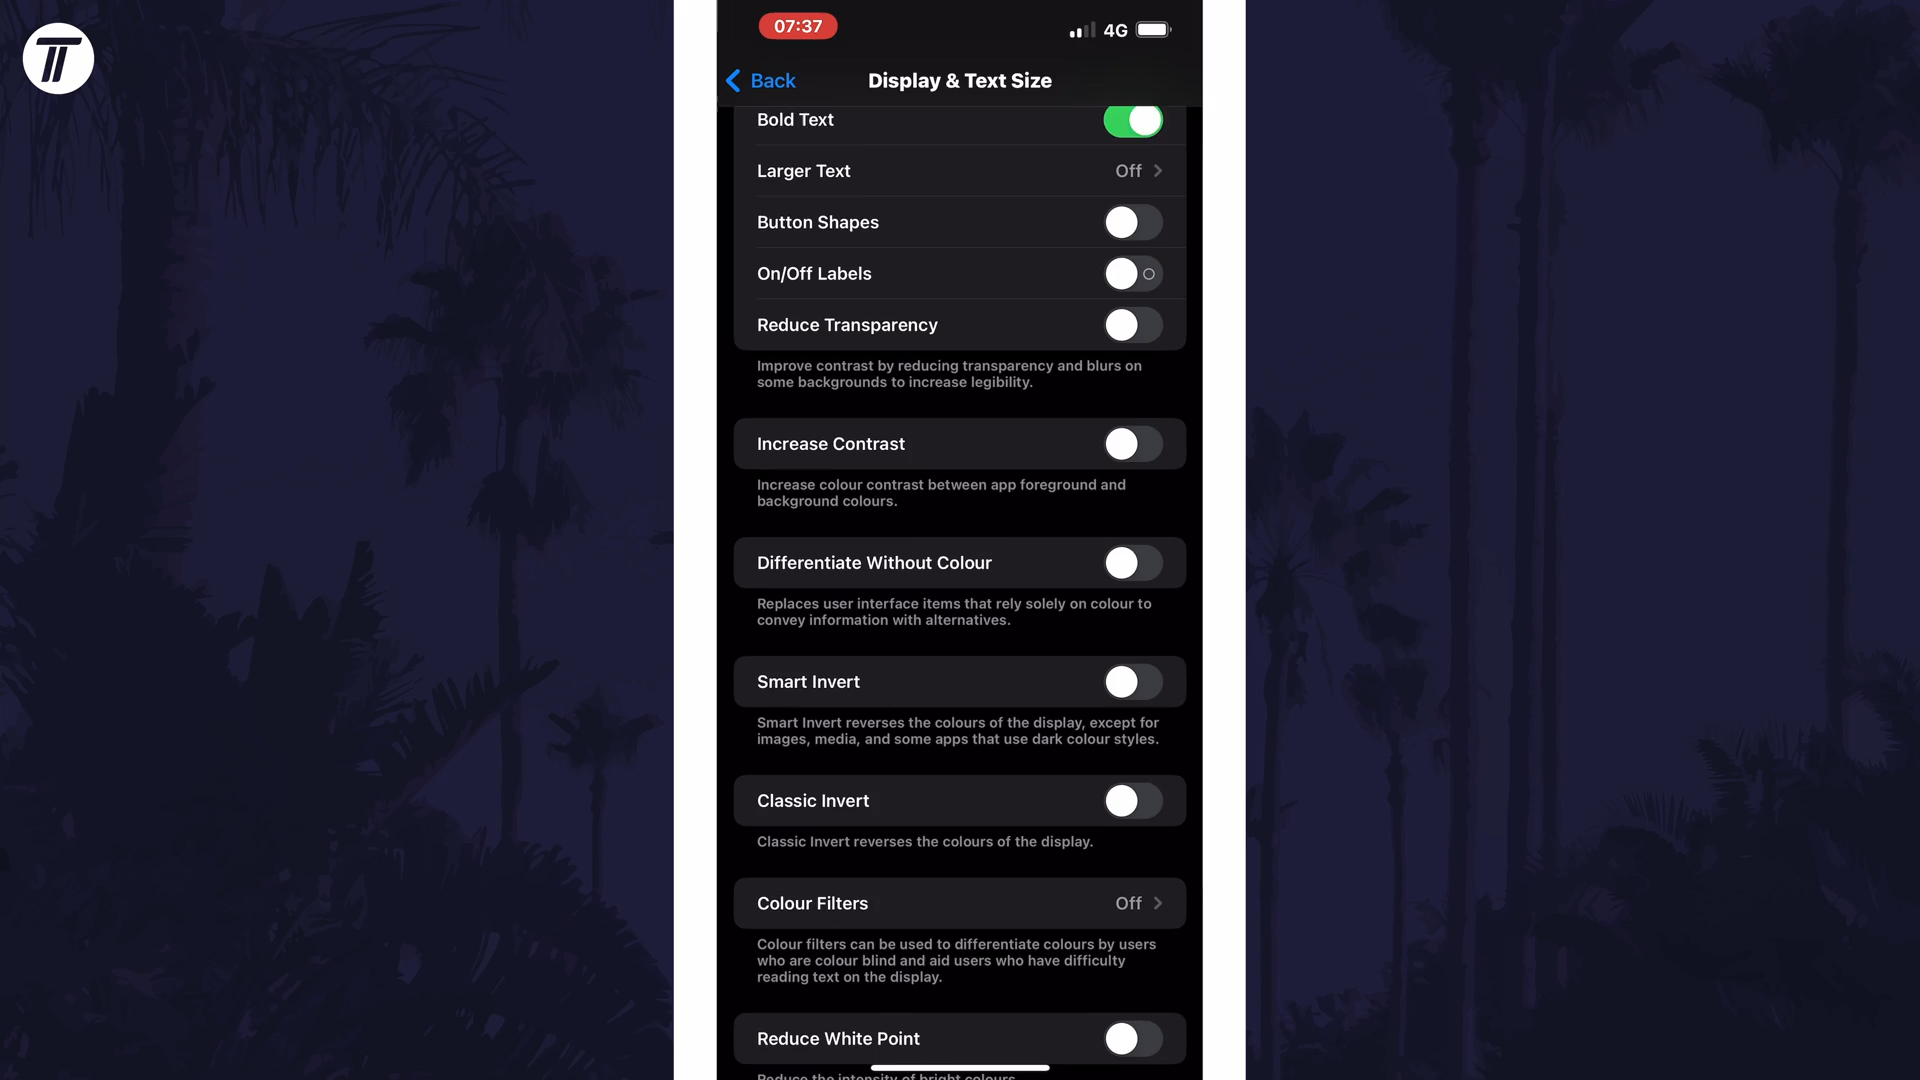 07:37
4G
Back
Display & Text Size
Bold Text
Larger Text
Off
Button Shapes
On/Off Labels
Reduce Transparency
Improve contrast by reducing transparency and blurs on
some backgrounds to increase legibility.
Increase Contrast
Increase colour contrast between app foreground and
background colours.
Differentiate Without Colour
Replaces user interface items that rely solely on colour to
convey information with alternatives.
Smart Invert
Smart Invert reverses the colours of the display, except for
images, media, and some apps that use dark colour styles.
Classic Invert
Classic Invert reverses the colours of the display.
Colour Filters
Off
Colour filters can be used to differentiate colours by users
who are colour blind and aid users who have difficulty
reading text on the display.
Reduce White Point
Reduce the intensity of bright colours.